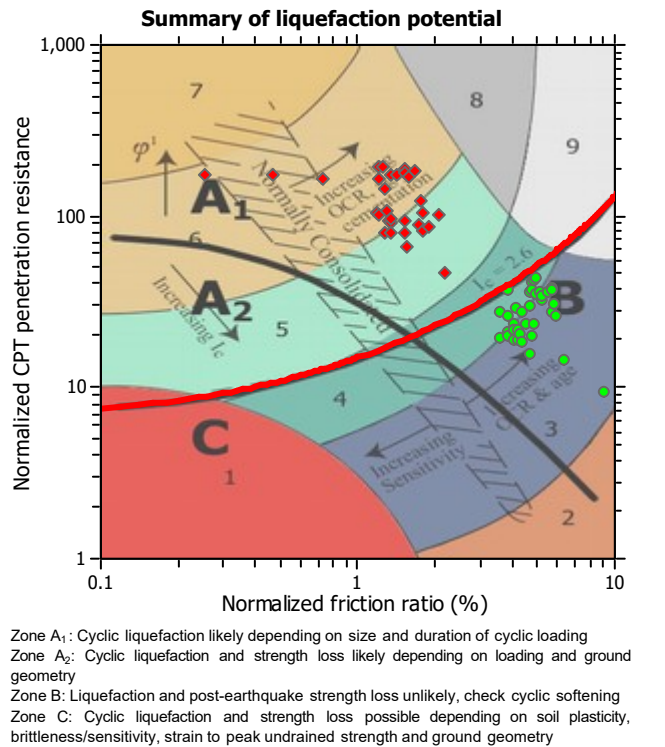 Summary of liquefaction potential
1,000
100
10
1
0.1
1
10
Normalized CPT penetration resistance
Normalized friction ratio (%)
7
8
9
φ'
A1
Normally Consolidated
Increasing
OCR, age
cementation
6
A2
Increasing Ic
5
Ic = 2.6
B
4
Increasing
OCR & age
3
C
1
Increasing
Sensitivity
2
Zone A1: Cyclic liquefaction likely depending on size and duration of cyclic loading
Zone A2: Cyclic liquefaction and strength loss likely depending on loading and ground
geometry
Zone B: Liquefaction and post-earthquake strength loss unlikely, check cyclic softening
Zone C: Cyclic liquefaction and strength loss possible depending on soil plasticity,
brittleness/sensitivity, strain to peak undrained strength and ground geometry